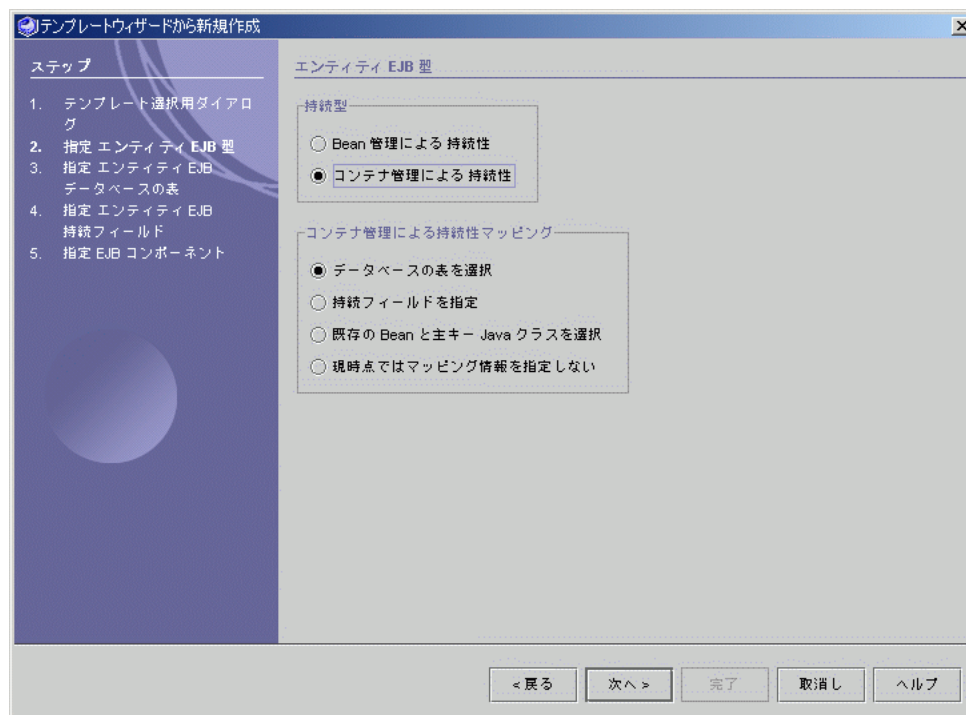 テンプレートウィザードから新規作成
ステップ
1. テンプレート選択用ダイアロ
グ
2. 指定 エンティティ EJB 型
3. 指定 エンティティ EJB
データベースの表
4. 指定 エンティティ EJB
持続フィールド
5. 指定 EJB コンポーネント
エンティティ EJB 型
持続型
Bean 管理による 持続性
コンテナ管理による 持続性
コンテナ管理による持続性マッピング
データベースの表を選択
持続フィールドを指定
既存の Bean と主キー Java クラスを選択
現時点ではマッピング情報を指定しない
< 戻る
次へ >
完了
取消し
ヘルプ